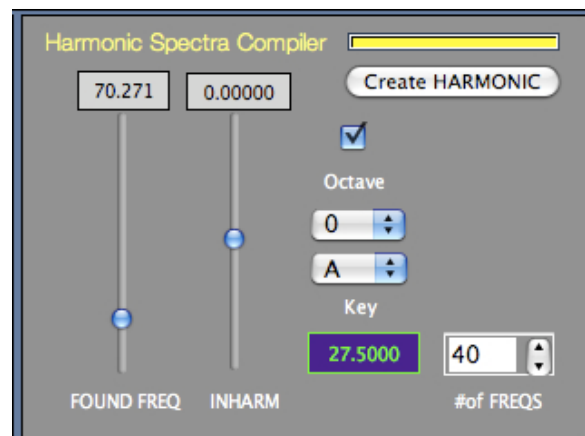 Harmonic Spectra Compiler
70.271 0.00000 Create HARMONIC
Octave
0
A
Key
27.5000 40
FOUND FREQ INHARM #of FREQS